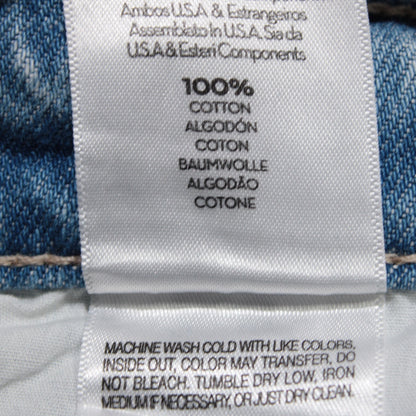 Ambos U.S.A & Estrangeiros
Assemblato in U.S.A. Sia da
U.S.A & Esteri Components
100%
COTTON
ALGODÓN
COTON
BAUMWOLLE
ALGODÃO
COTONE
MACHINE WASH COLD WITH LIKE COLORS,
INSIDE OUT, COLOR MAY TRANSFER, DO
NOT BLEACH. TUMBLE DRY LOW, IRON
MEDIUM IF NECESSARY, OR JUST DRY CLEAN.